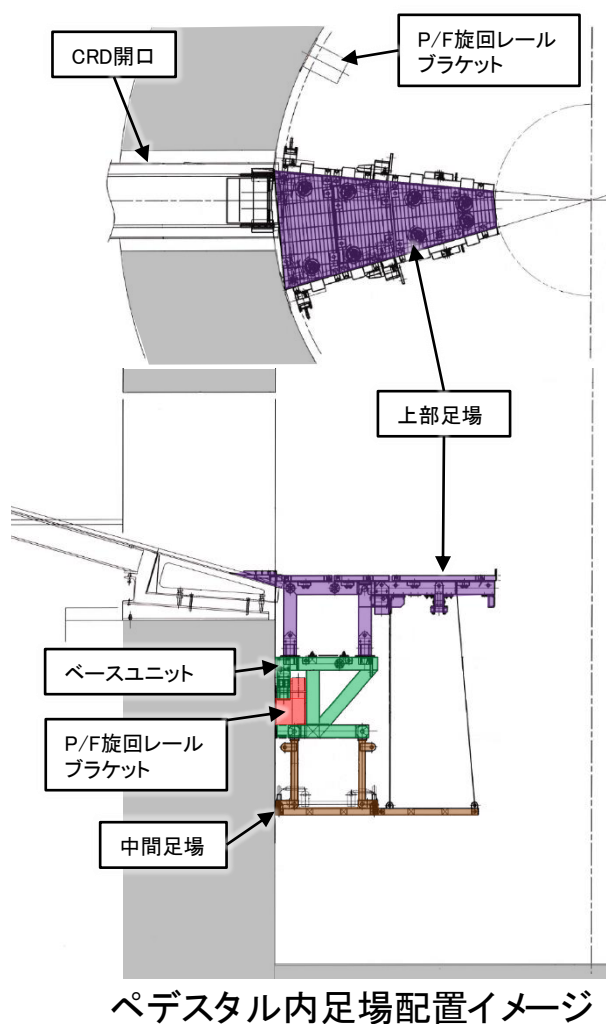 CRD開口
P/F旋回レール
ブラケット
上部足場
ベースユニット
P/F旋回レール
ブラケット
中間足場
ペデスタル内足場配置イメージ